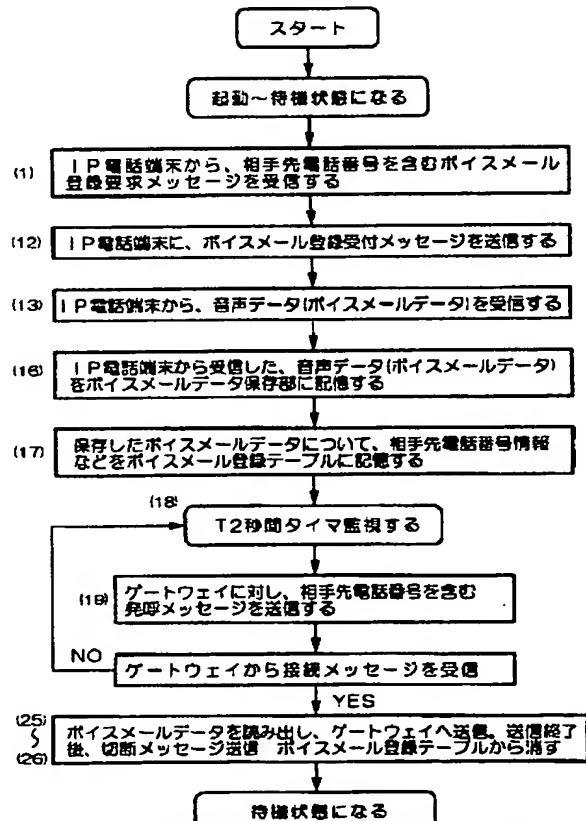 スタート
起動～待機状態になる
(1) IP電話端末から、相手先電話番号を含むボイスメール
登録要求メッセージを受信する
(12) IP電話端末に、ボイスメール登録受付メッセージを送信する
(13) IP電話端末から、音声データ(ボイスメールデータ)を受信する
(16) IP電話端末から受信した、音声データ(ボイスメールデータ)
をボイスメールデータ保存部に記憶する
(17) 保存したボイスメールデータについて、相手先電話番号情報
などをボイスメール登録テーブルに記憶する
(18)
T2秒間タイマ監視する
(19) ゲートウェイに対し、相手先電話番号を含む
発呼メッセージを送信する
NO
ゲートウェイから接続メッセージを受信
YES
(25) ボイスメールデータを読み出し、ゲートウェイへ送信。送信終了
～
(26) 後、切断メッセージ送信 ボイスメール登録テーブルから消す
待機状態になる